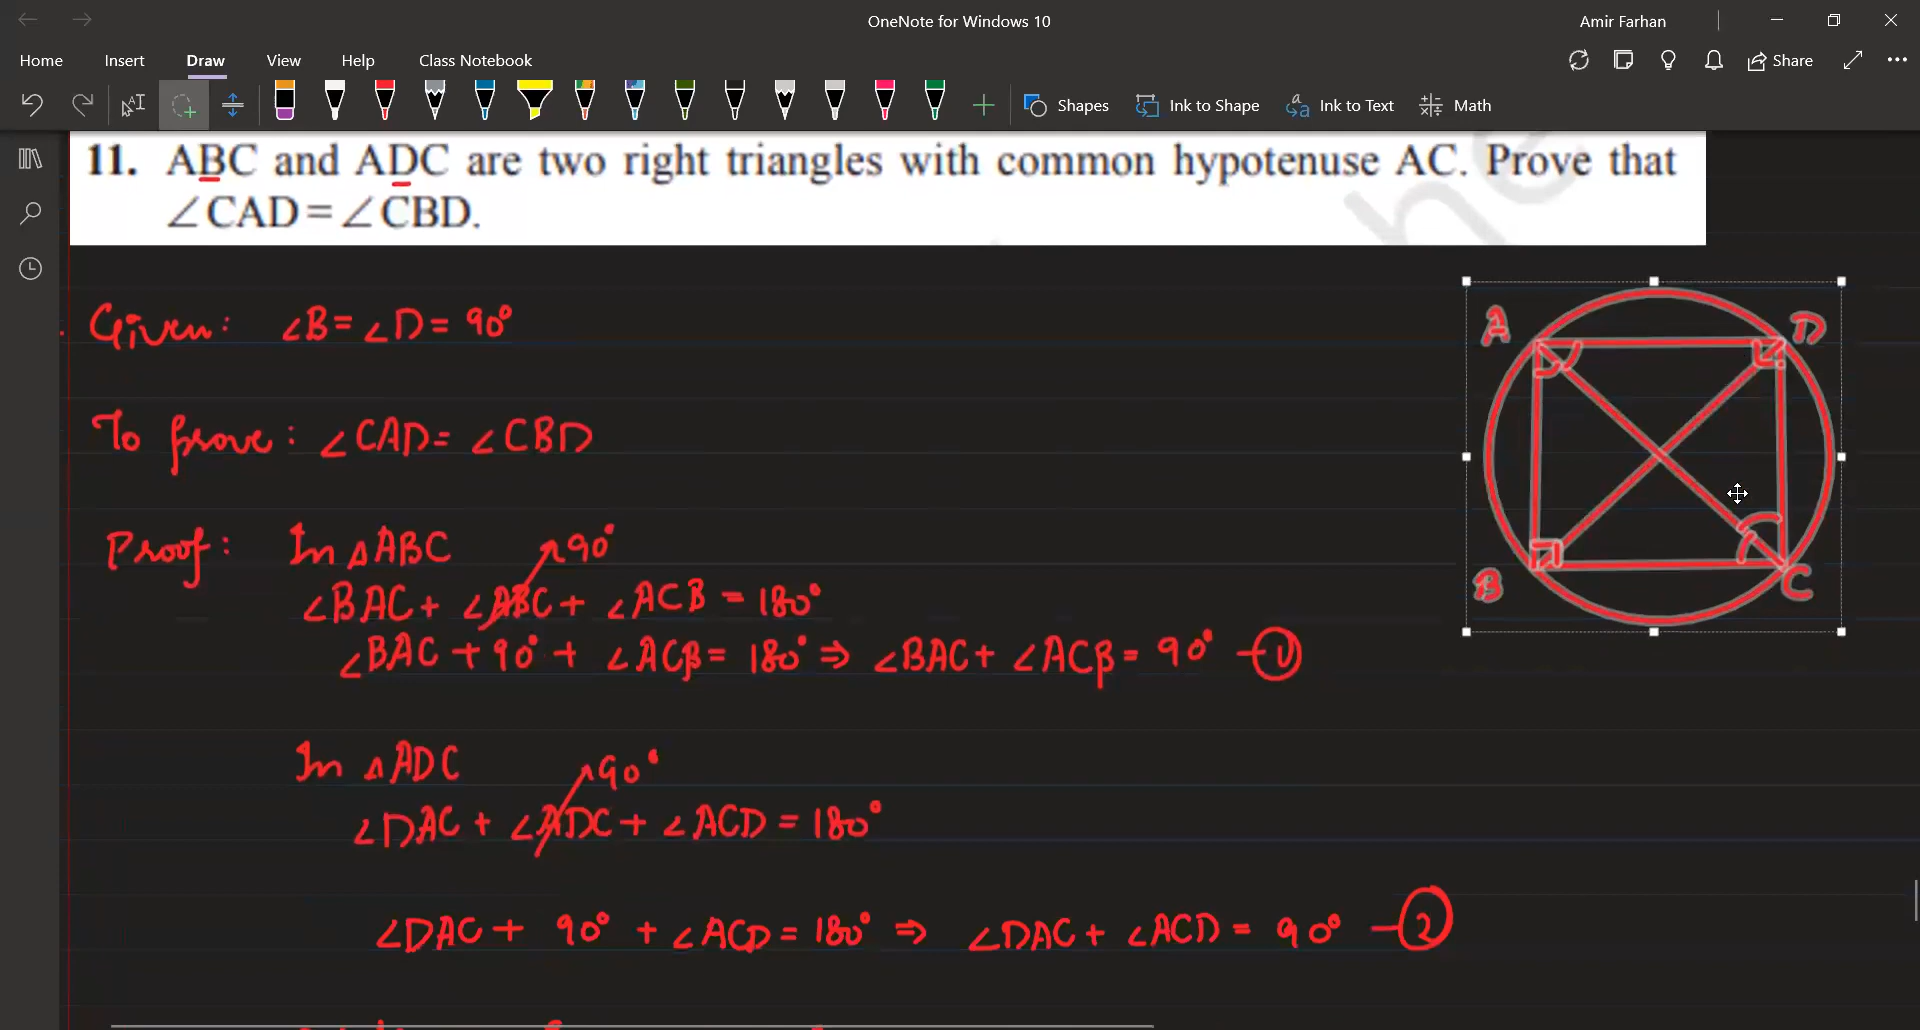 OneNote for Windows 10
Amir Farhan
Home Insert Draw View Help Class Notebook
Share
Shapes Ink to Shape Ink to Text Math
11. ABC and ADC are two right triangles with common hypotenuse AC. Prove that
∠CAD = ∠CBD.
Given: ∠B = ∠D = 90°
To prove: ∠CAD = ∠CBD
Proof: In △ABC 90°
∠BAC + ∠ABC + ∠ACB = 180°
∠BAC + 90° + ∠ACB = 180° ⇒ ∠BAC + ∠ACB = 90° — ①
In △ADC 90°
∠DAC + ∠ADC + ∠ACD = 180°
∠DAC + 90° + ∠ACD = 180° ⇒ ∠DAC + ∠ACD = 90° — ②
A D
B C